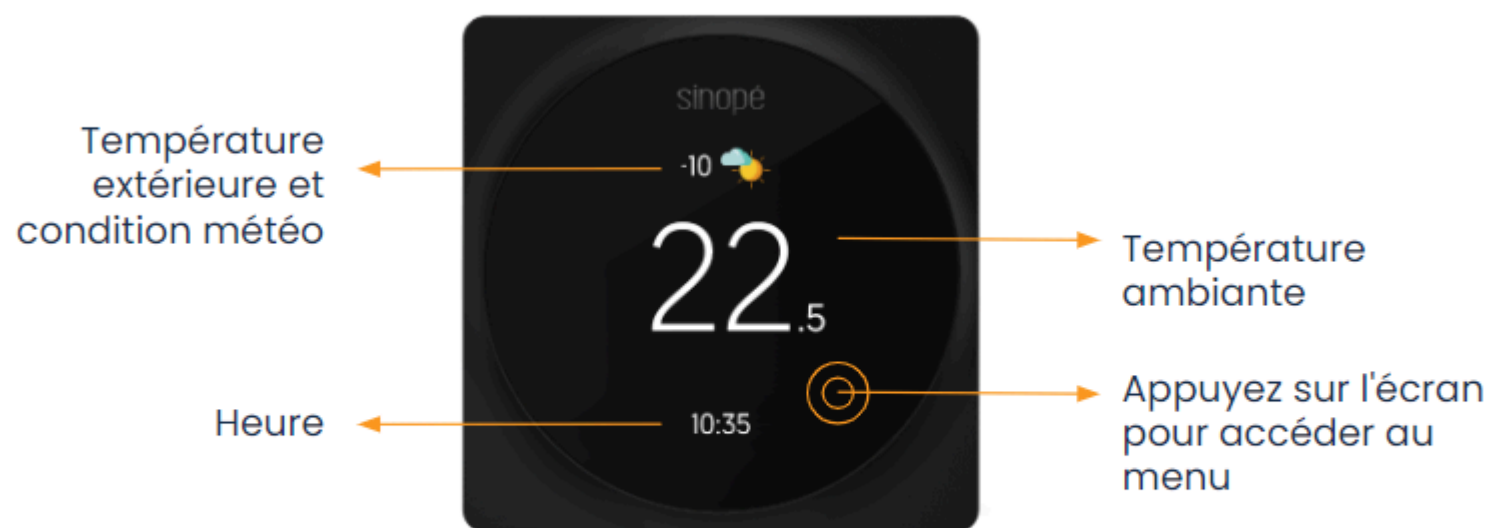 sinopé
Température
extérieure et
condition météo
-10
22.5
Température
ambiante
Heure
10:35
Appuyez sur l'écran
pour accéder au
menu